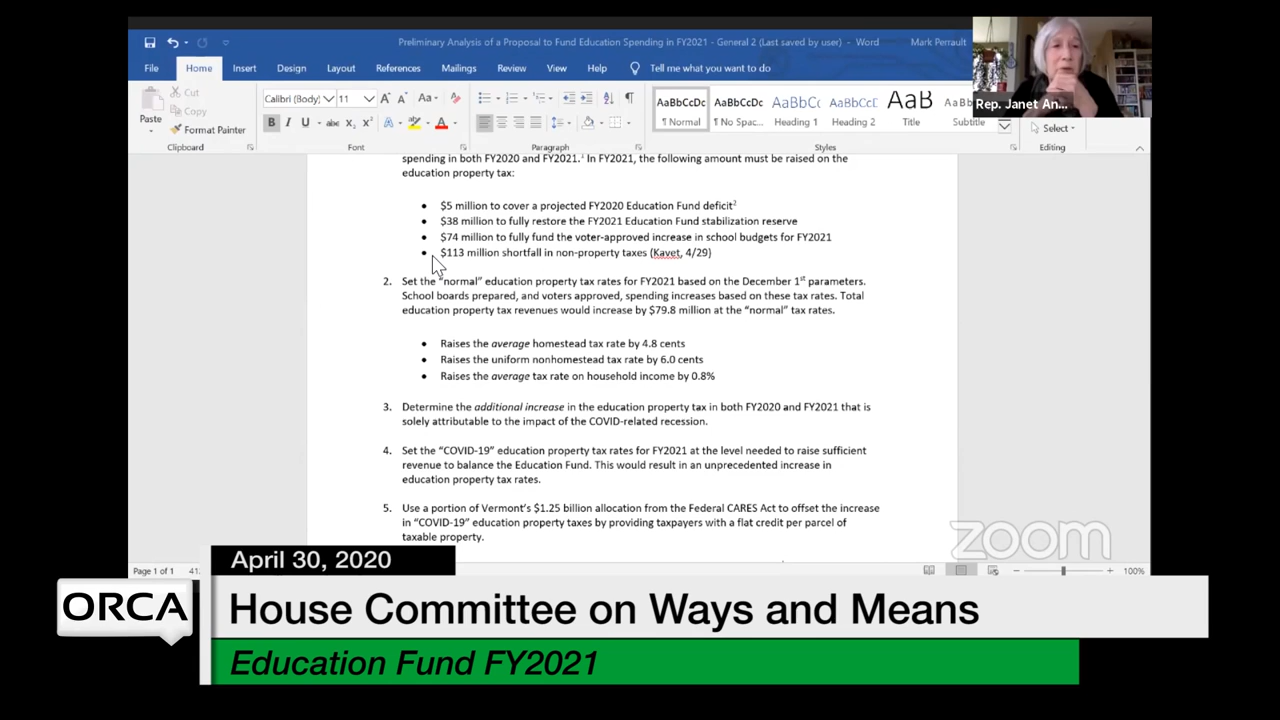 Preliminary Analysis of a Proposal to Fund Education Spending in FY2021 - General 2 (Last saved by user) - Word
Mark Perrault
File Home Insert Design Layout References Mailings Review View Help Tell me what you want to do
Cut
Copy
Paste
Format Painter
Calibri (Body) 11
Aa
B I U abc x₂ x² A A
AaBbCcDc AaBbCcDc AaBbCc AaBbCcE AaB AaBb
¶ Normal ¶ No Spac... Heading 1 Heading 2 Title Subtitle
Select
Clipboard Font Paragraph Styles Editing
Rep. Janet An...
spending in both FY2020 and FY2021.¹ In FY2021, the following amount must be raised on the
education property tax:
• $5 million to cover a projected FY2020 Education Fund deficit²
• $38 million to fully restore the FY2021 Education Fund stabilization reserve
• $74 million to fully fund the voter-approved increase in school budgets for FY2021
• $113 million shortfall in non-property taxes (Kavet, 4/29)
2. Set the “normal” education property tax rates for FY2021 based on the December 1st parameters.
School boards prepared, and voters approved, spending increases based on these tax rates. Total
education property tax revenues would increase by $79.8 million at the “normal” tax rates.
• Raises the average homestead tax rate by 4.8 cents
• Raises the uniform nonhomestead tax rate by 6.0 cents
• Raises the average tax rate on household income by 0.8%
3. Determine the additional increase in the education property tax in both FY2020 and FY2021 that is
solely attributable to the impact of the COVID-related recession.
4. Set the “COVID-19” education property tax rates for FY2021 at the level needed to raise sufficient
revenue to balance the Education Fund. This would result in an unprecedented increase in
education property tax rates.
5. Use a portion of Vermont’s $1.25 billion allocation from the Federal CARES Act to offset the increase
in “COVID-19” education property taxes by providing taxpayers with a flat credit per parcel of
taxable property.
zoom
Page 1 of 1
100%
April 30, 2020
ORCA
House Committee on Ways and Means
Education Fund FY2021